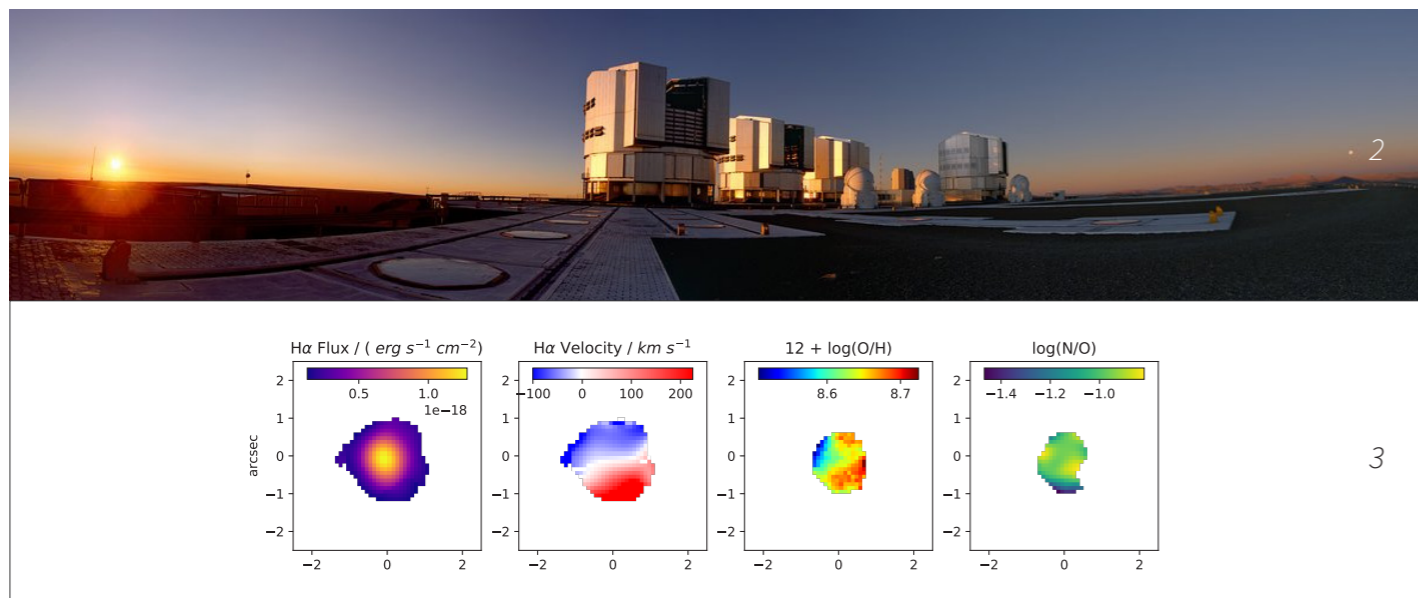 2
Hα Flux / ( erg s⁻¹ cm⁻²)
Hα Velocity / km s⁻¹
12 + log(O/H)
log(N/O)
0.5 1.0
1e−18
−100 0 100 200
8.6 8.7
−1.4 −1.2 −1.0
arcsec
2 1 0 −1 −2
2 1 0 −1 −2
2 1 0 −1 −2
2 1 0 −1 −2
−2 0 2
−2 0 2
−2 0 2
−2 0 2
3